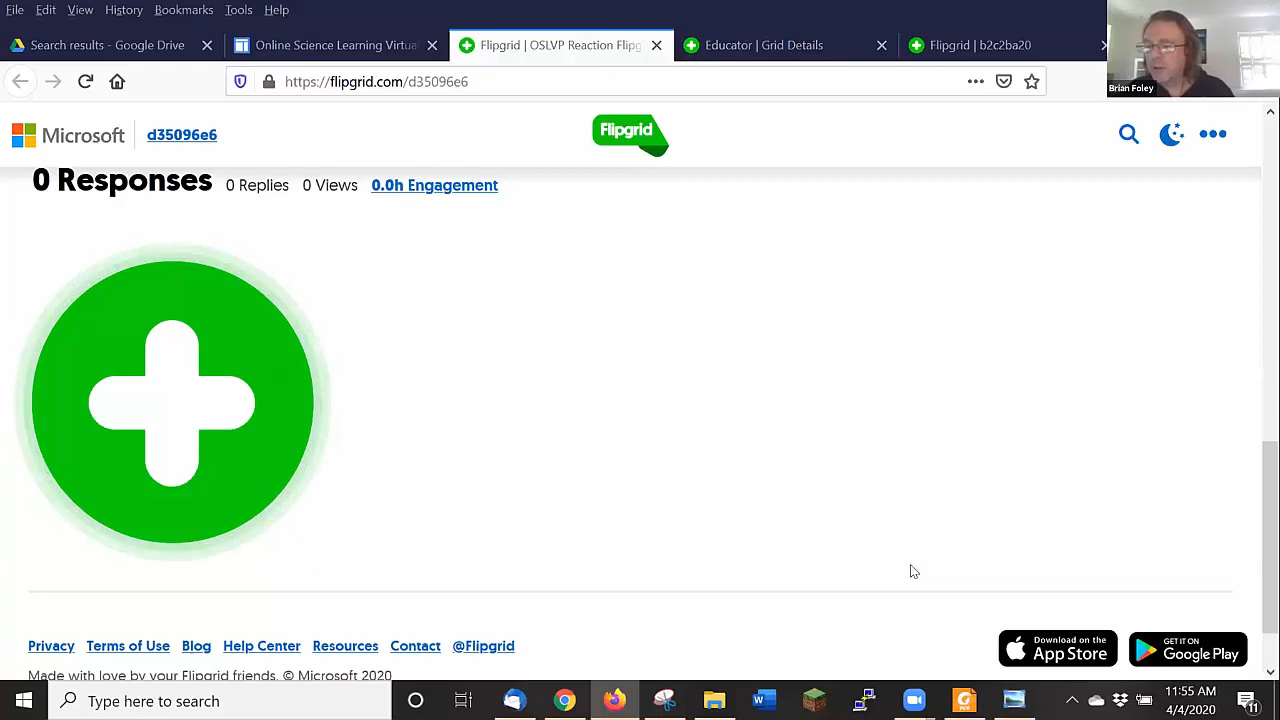 File Edit View History Bookmarks Tools Help
Search results - Google Drive
Online Science Learning Virtua
Flipgrid | OSLVP Reaction Flipg
Educator | Grid Details
Flipgrid | b2c2ba20
https://flipgrid.com/d35096e6
Brian Foley
Microsoft
d35096e6
Flipgrid
0 Responses 0 Replies 0 Views 0.0h Engagement
Privacy Terms of Use Blog Help Center Resources Contact @Flipgrid
Download on the
App Store
GET IT ON
Google Play
Made with love by your Flipgrid friends. © Microsoft 2020
Type here to search
11:55 AM
4/4/2020
11